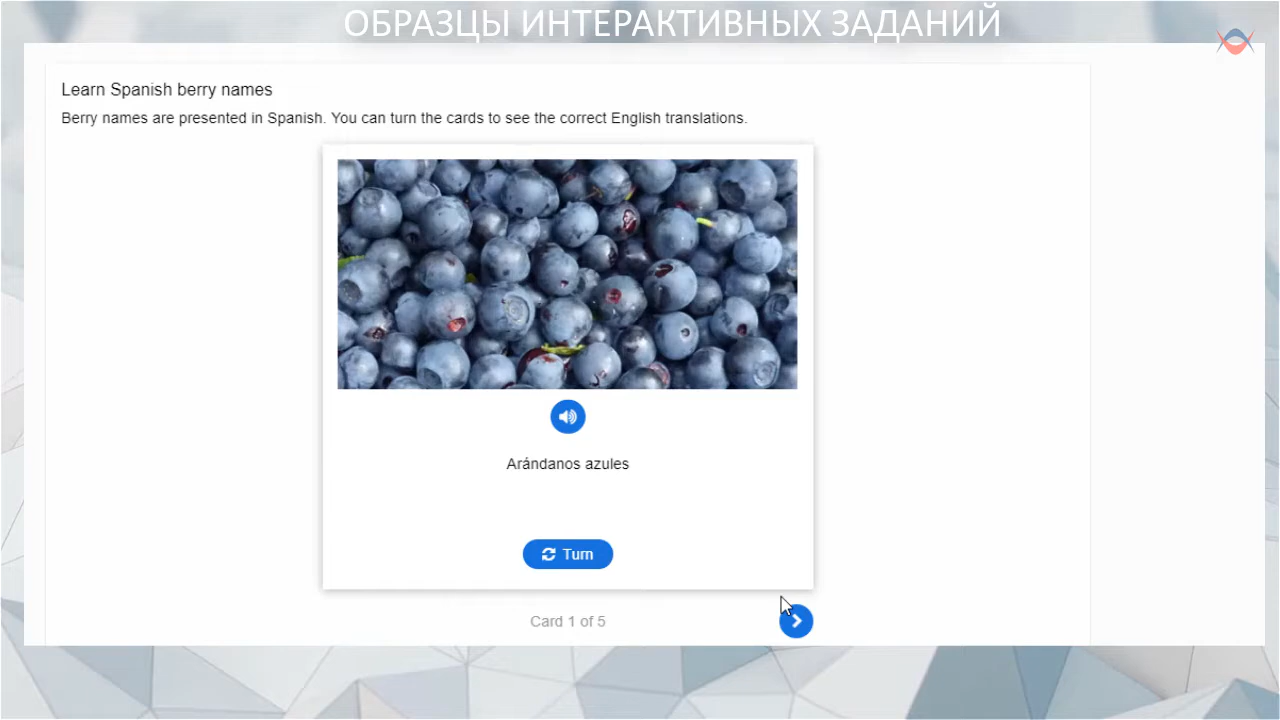 ОБРАЗЦЫ ИНТЕРАКТИВНЫХ ЗАДАНИЙ
Learn Spanish berry names
Berry names are presented in Spanish. You can turn the cards to see the correct English translations.
Arándanos azules
Turn
Card 1 of 5